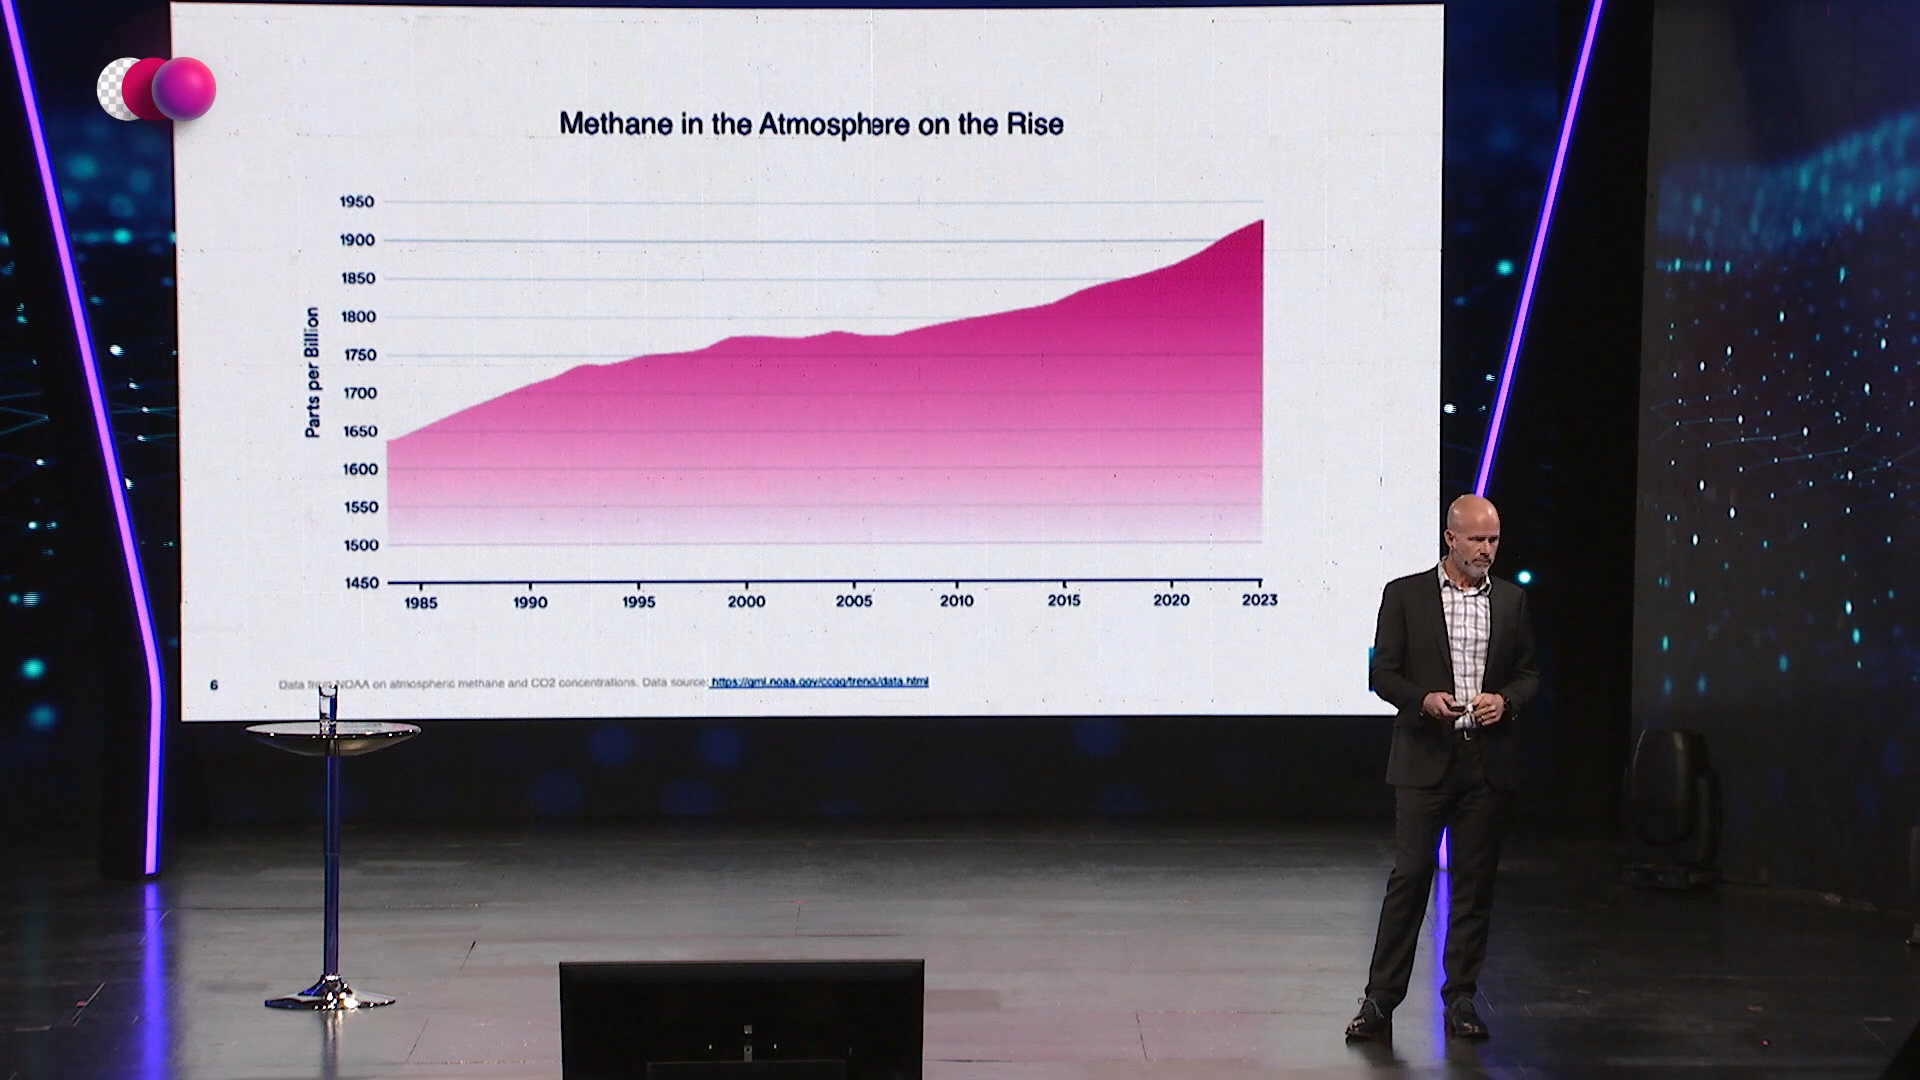 Methane in the Atmosphere on the Rise
1950
1900
1850
1800
1750
1700
1650
1600
1550
1500
1450
Parts per Billion
1985 1990 1995 2000 2005 2010 2015 2020 2023
6 Data from NOAA on atmospheric methane and CO2 concentrations. Data source: https://gml.noaa.gov/ccgg/trend/data.html